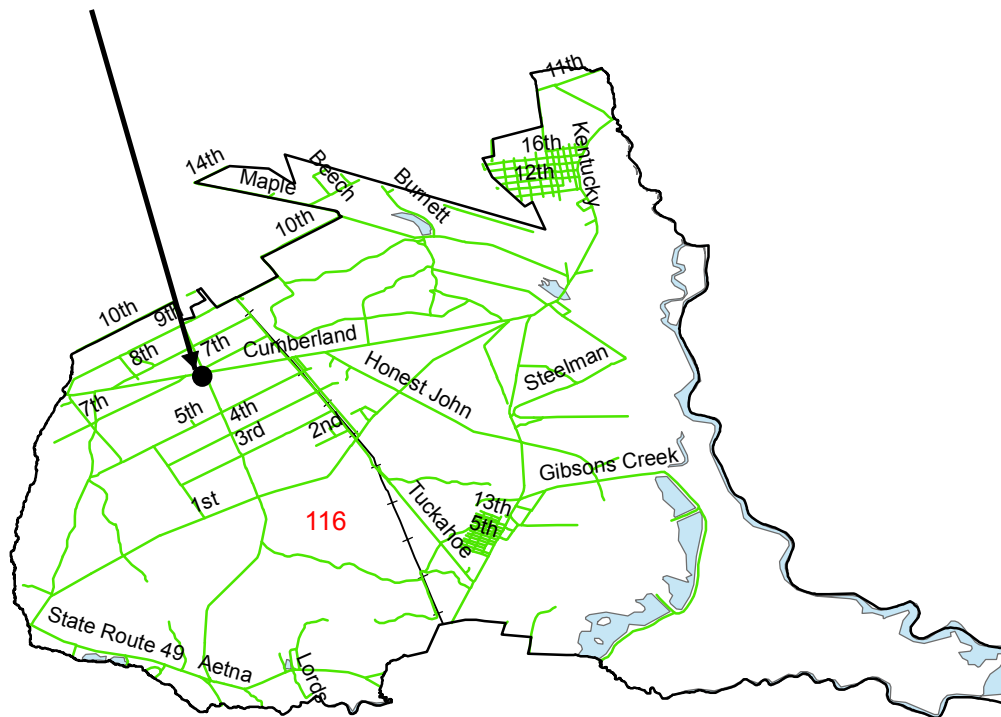 11th
Kentucky
16th
12th
14th
Maple
Beech
Burnett
10th
10th
9th
8th
7th
Cumberland
Honest John
Steelman
7th
5th
4th
3rd
2nd
1st
Gibsons Creek
Tuckahoe
13th
5th
116
State Route 49
Aetna
Lords